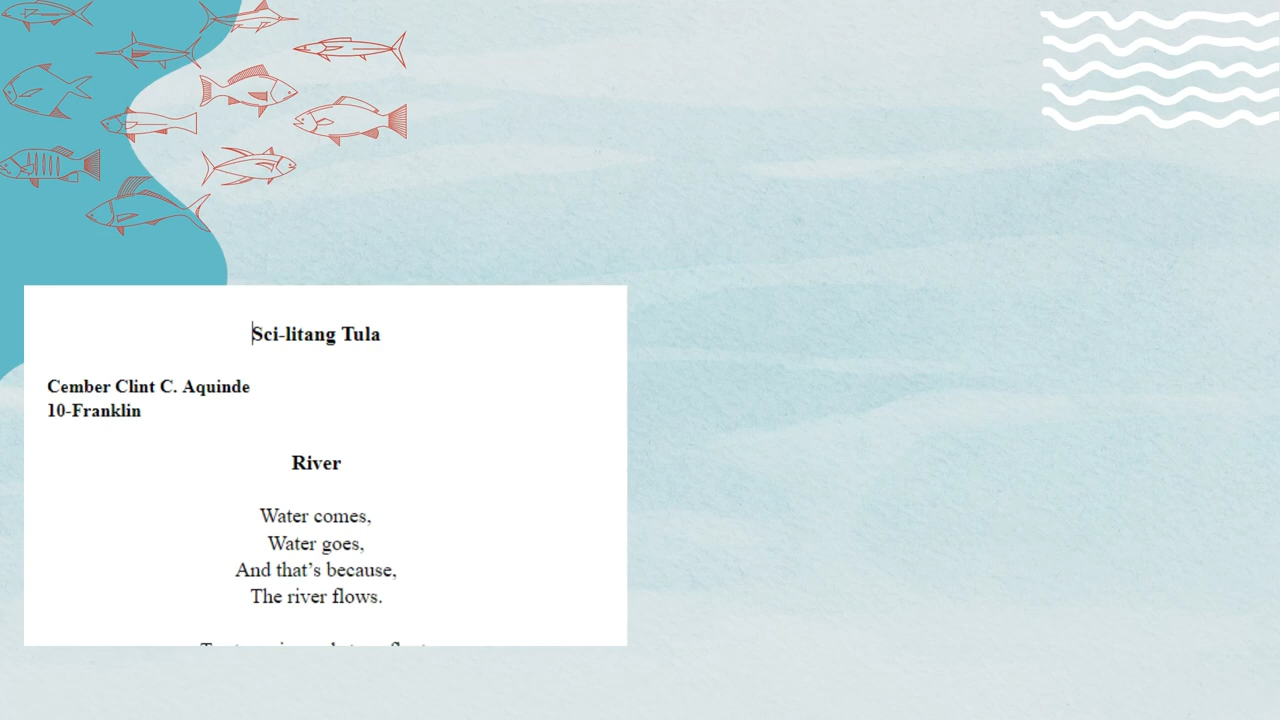 Sci-litang Tula
Cember Clint C. Aquinde
10-Franklin
River
Water comes,
Water goes,
And that's because,
The river flows.